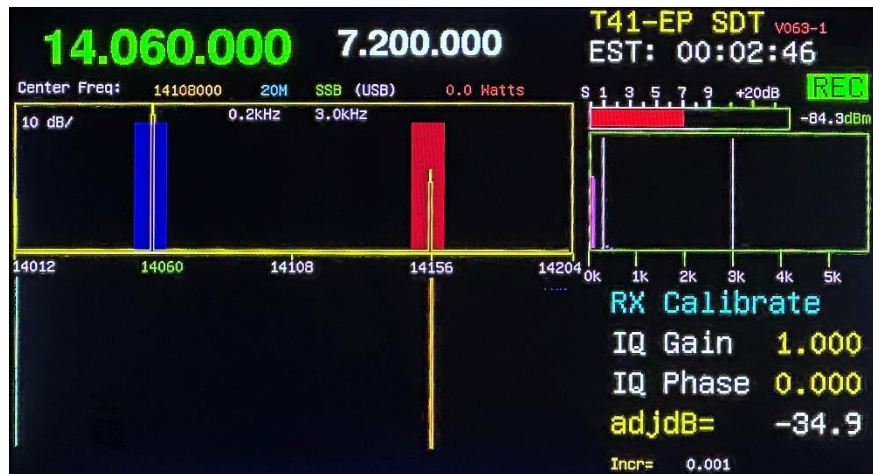 14.060.000 7.200.000 T41-EP SDT V063-1
EST: 00:02:46
Center Freq: 14108000 20M SSB (USB) 0.0 Watts
S 1 3 5 7 9 +20dB REC
10 dB/ 0.2kHz 3.0kHz
-84.3dBm
14012 14060 14108 14156 14204
0k 1k 2k 3k 4k 5k
RX Calibrate
IQ Gain 1.000
IQ Phase 0.000
adjdB= -34.9
Incr= 0.001